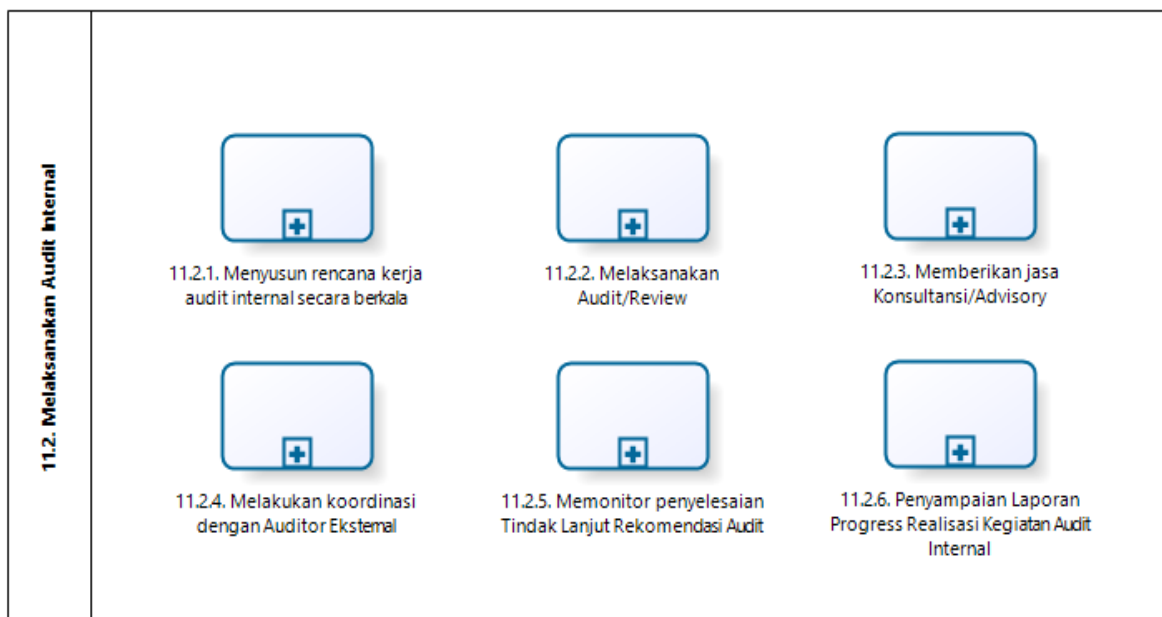 11.2. Melaksanakan Audit Internal
11.2.1. Menyusun rencana kerja
audit internal secara berkala
11.2.2. Melaksanakan
Audit/Review
11.2.3. Memberikan jasa
Konsultansi/Advisory
11.2.4. Melakukan koordinasi
dengan Auditor Eksternal
11.2.5. Memonitor penyelesaian
Tindak Lanjut Rekomendasi Audit
11.2.6. Penyampaian Laporan
Progress Realisasi Kegiatan Audit
Internal